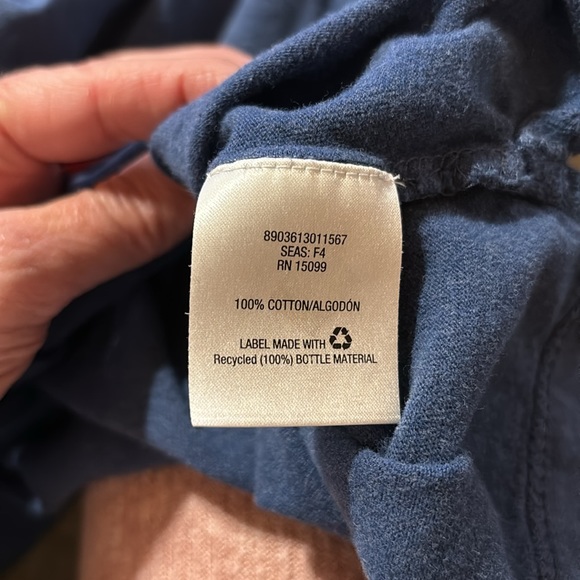 8903613011567
SEAS: F4
RN 15099
100% COTTON/ALGODÓN
LABEL MADE WITH
Recycled (100%) BOTTLE MATERIAL